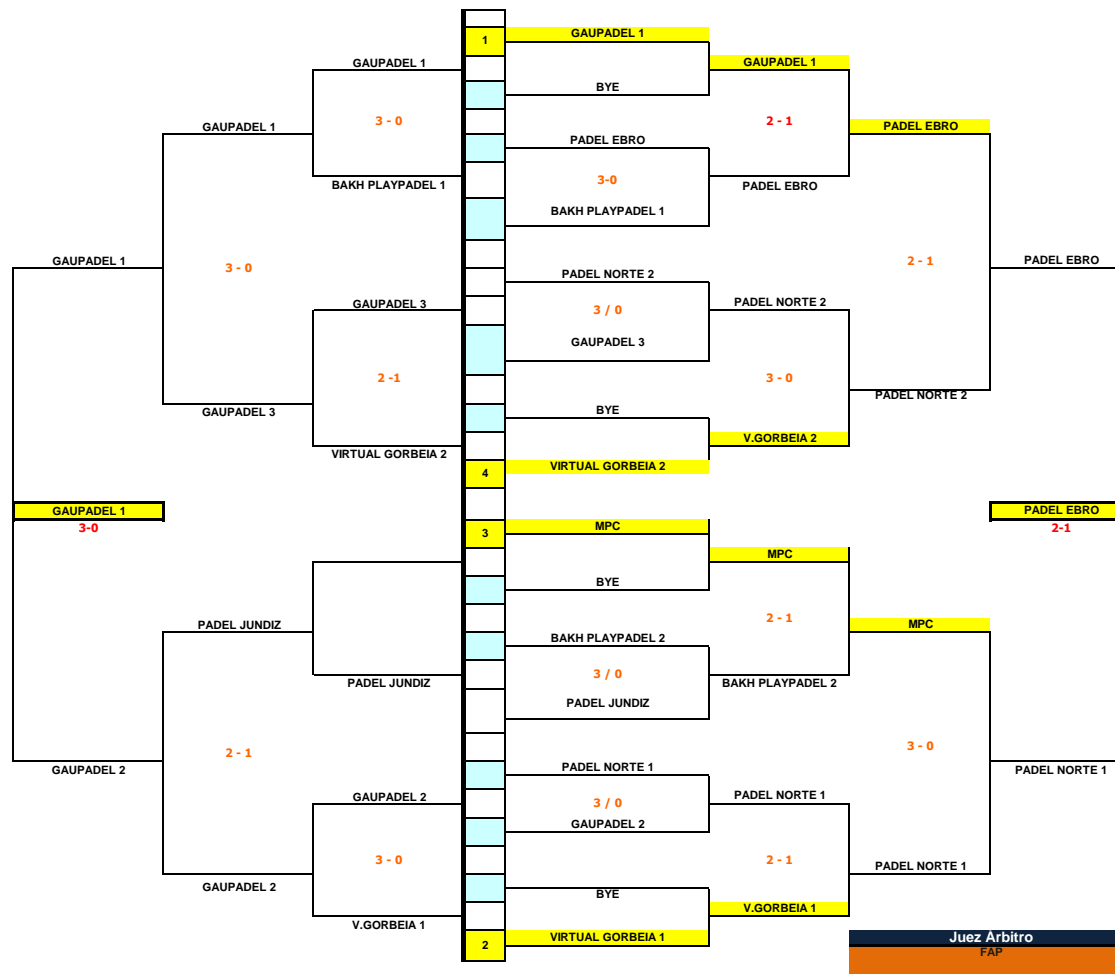 1
GAUPADEL 1
GAUPADEL 1
GAUPADEL 1
BYE
3 - 0
2 - 1
GAUPADEL 1
PADEL EBRO
PADEL EBRO
BAKH PLAYPADEL 1
3-0
PADEL EBRO
BAKH PLAYPADEL 1
GAUPADEL 1
3 - 0
2 - 1
PADEL EBRO
PADEL NORTE 2
GAUPADEL 3
3 / 0
PADEL NORTE 2
GAUPADEL 3
2 -1
3 - 0
GAUPADEL 3
BYE
PADEL NORTE 2
VIRTUAL GORBEIA 2
V.GORBEIA 2
4
VIRTUAL GORBEIA 2
GAUPADEL 1
PADEL EBRO
3-0
3
MPC
2-1
MPC
BYE
PADEL JUNDIZ
BAKH PLAYPADEL 2
2 - 1
MPC
PADEL JUNDIZ
3 / 0
BAKH PLAYPADEL 2
PADEL JUNDIZ
2 - 1
3 - 0
GAUPADEL 2
PADEL NORTE 1
PADEL NORTE 1
GAUPADEL 2
3 / 0
PADEL NORTE 1
GAUPADEL 2
3 - 0
2 - 1
GAUPADEL 2
BYE
PADEL NORTE 1
V.GORBEIA 1
V.GORBEIA 1
2
VIRTUAL GORBEIA 1
Juez Árbitro
FAP